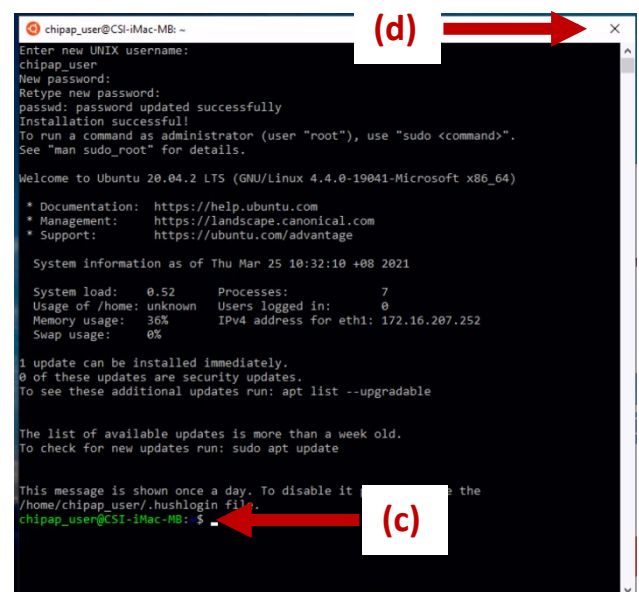 chipap_user@CSI-iMac-MB: ~
(d)
Enter new UNIX username:
chipap_user
New password:
Retype new password:
passwd: password updated successfully
Installation successful!
To run a command as administrator (user "root"), use "sudo <command>".
See "man sudo_root" for details.
Welcome to Ubuntu 20.04.2 LTS (GNU/Linux 4.4.0-19041-Microsoft x86_64)
* Documentation: https://help.ubuntu.com
* Management: https://landscape.canonical.com
* Support: https://ubuntu.com/advantage
System information as of Thu Mar 25 10:32:10 +08 2021
System load: 0.52 Processes: 7
Usage of /home: unknown Users logged in: 0
Memory usage: 36% IPv4 address for eth1: 172.16.207.252
Swap usage: 0%
1 update can be installed immediately.
0 of these updates are security updates.
To see these additional updates run: apt list --upgradable
The list of available updates is more than a week old.
To check for new updates run: sudo apt update
This message is shown once a day. To disable it the
/home/chipap_user/.hushlogin file.
chipap_user@CSI-iMac-MB:~$
(c)